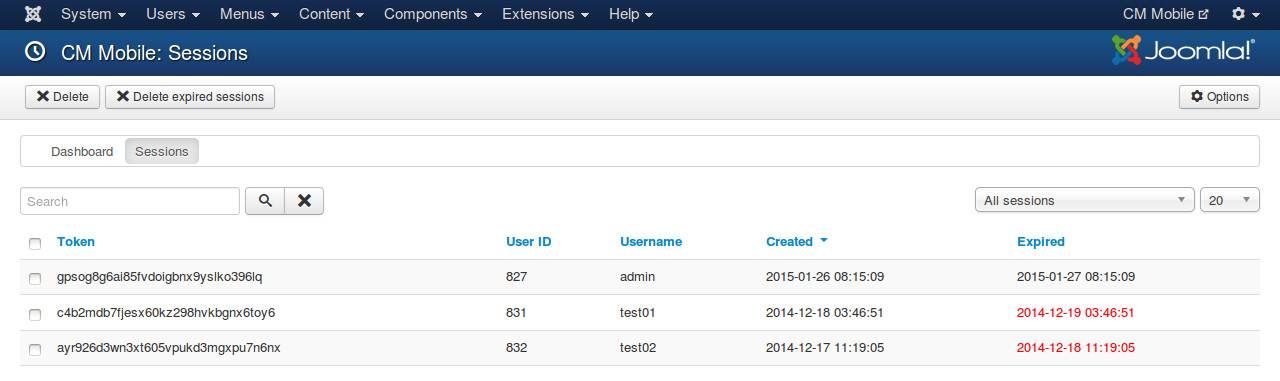 System Users Menus Content Components Extensions Help CM Mobile
CM Mobile: Sessions Joomla!®
Delete Delete expired sessions Options
Dashboard Sessions
Search All sessions 20
Token User ID Username Created Expired
gpsog8g6ai85fvdoigbnx9yslko396lq 827 admin 2015-01-26 08:15:09 2015-01-27 08:15:09
c4b2mdb7fjesx60kz298hvkbgnx6toy6 831 test01 2014-12-18 03:46:51 2014-12-19 03:46:51
ayr926d3wn3xt605vpukd3mgxpu7n6nx 832 test02 2014-12-17 11:19:05 2014-12-18 11:19:05